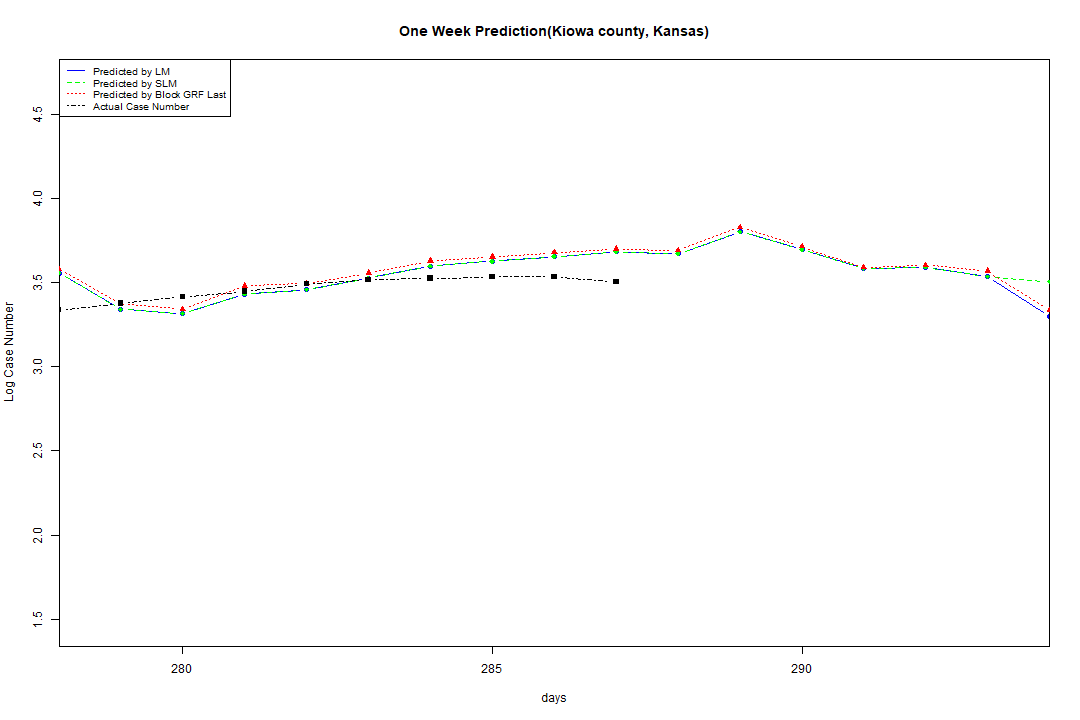 One Week Prediction(Kiowa county, Kansas)
Predicted by LM
Predicted by SLM
Predicted by Block GRF Last
Actual Case Number
4.5
4.0
3.5
3.0
2.5
2.0
1.5
Log Case Number
280
285
290
days